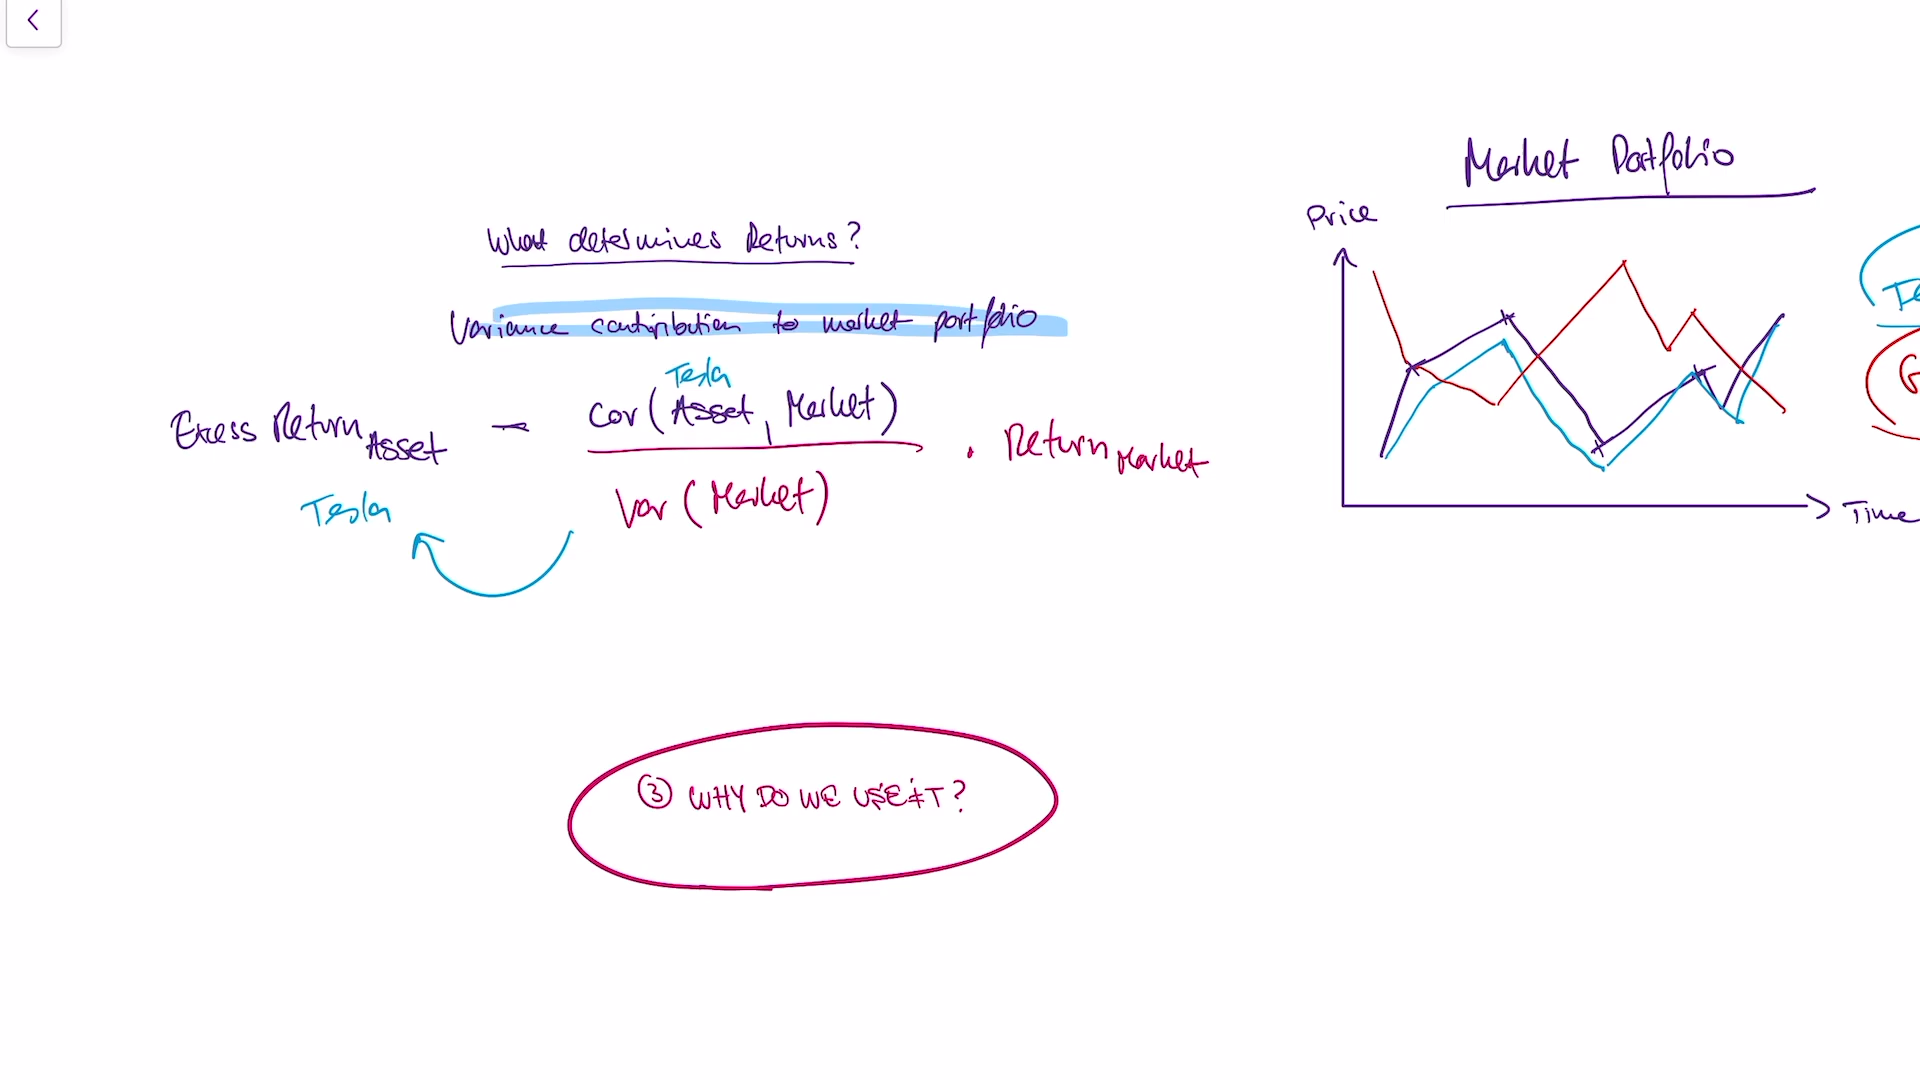 What determines Returns?
Variance contribution to market portfolio
Tesla
Excess Return Asset = Cov (Asset, Market) . Return Market
Var (Market)
Tesla
③ WHY DO WE USE IT?
Market Portfolio
Price
Time